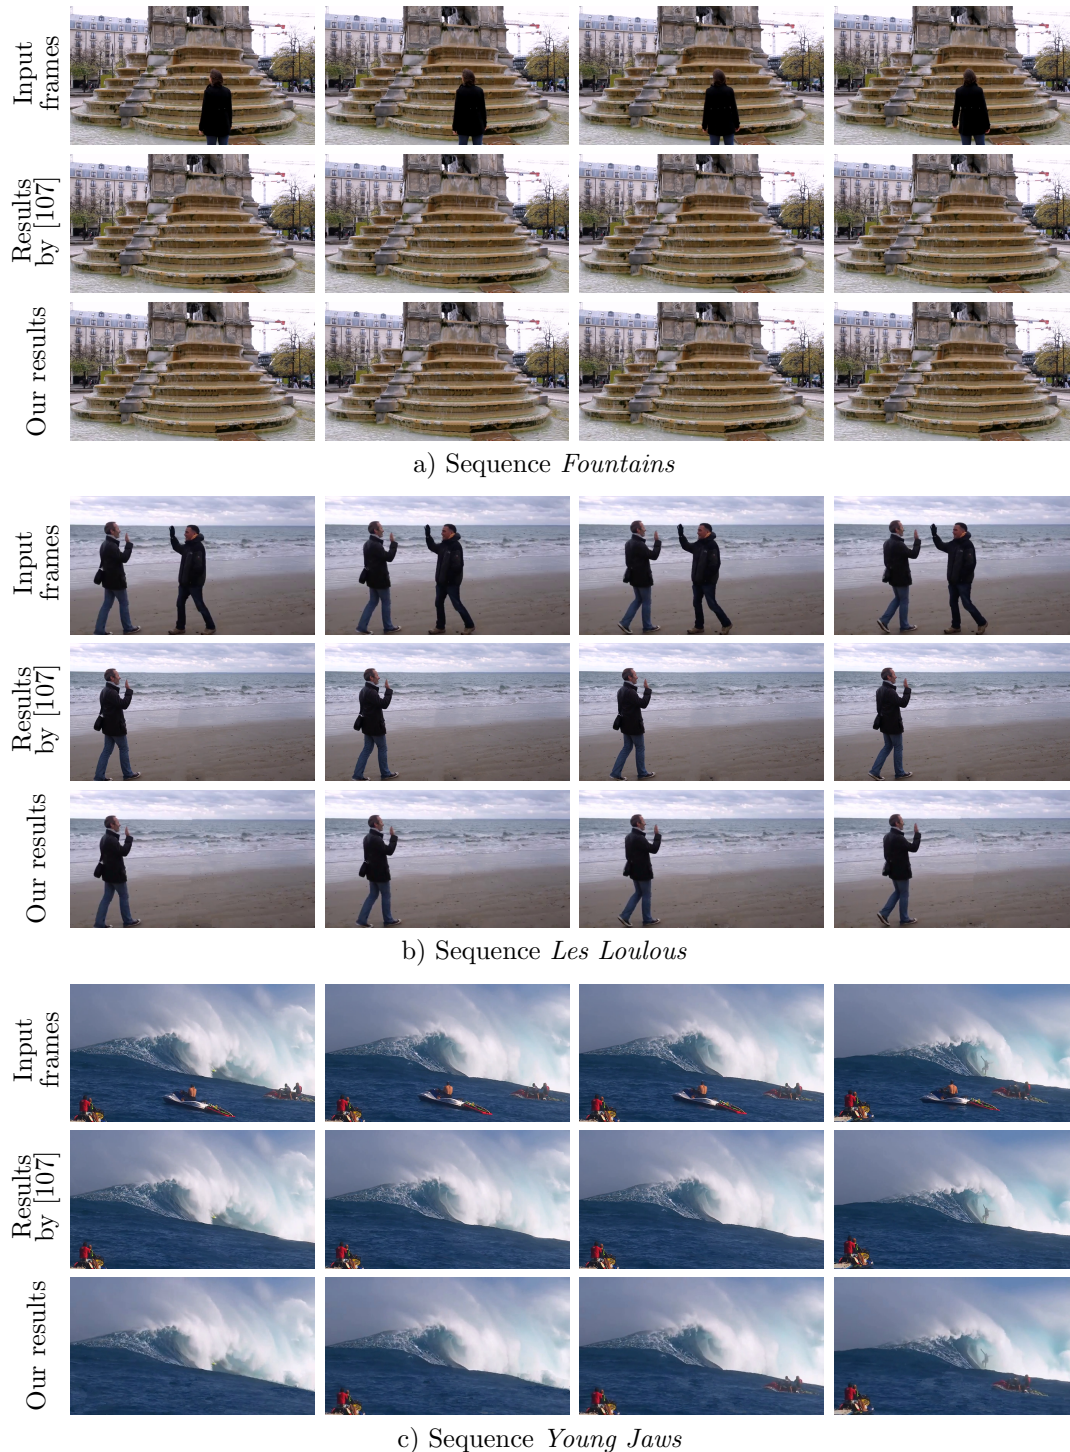 Input
frames
Results
by [107]
Our results
a) Sequence Fountains
Input
frames
Results
by [107]
Our results
b) Sequence Les Loulous
Input
frames
Results
by [107]
Our results
c) Sequence Young Jaws